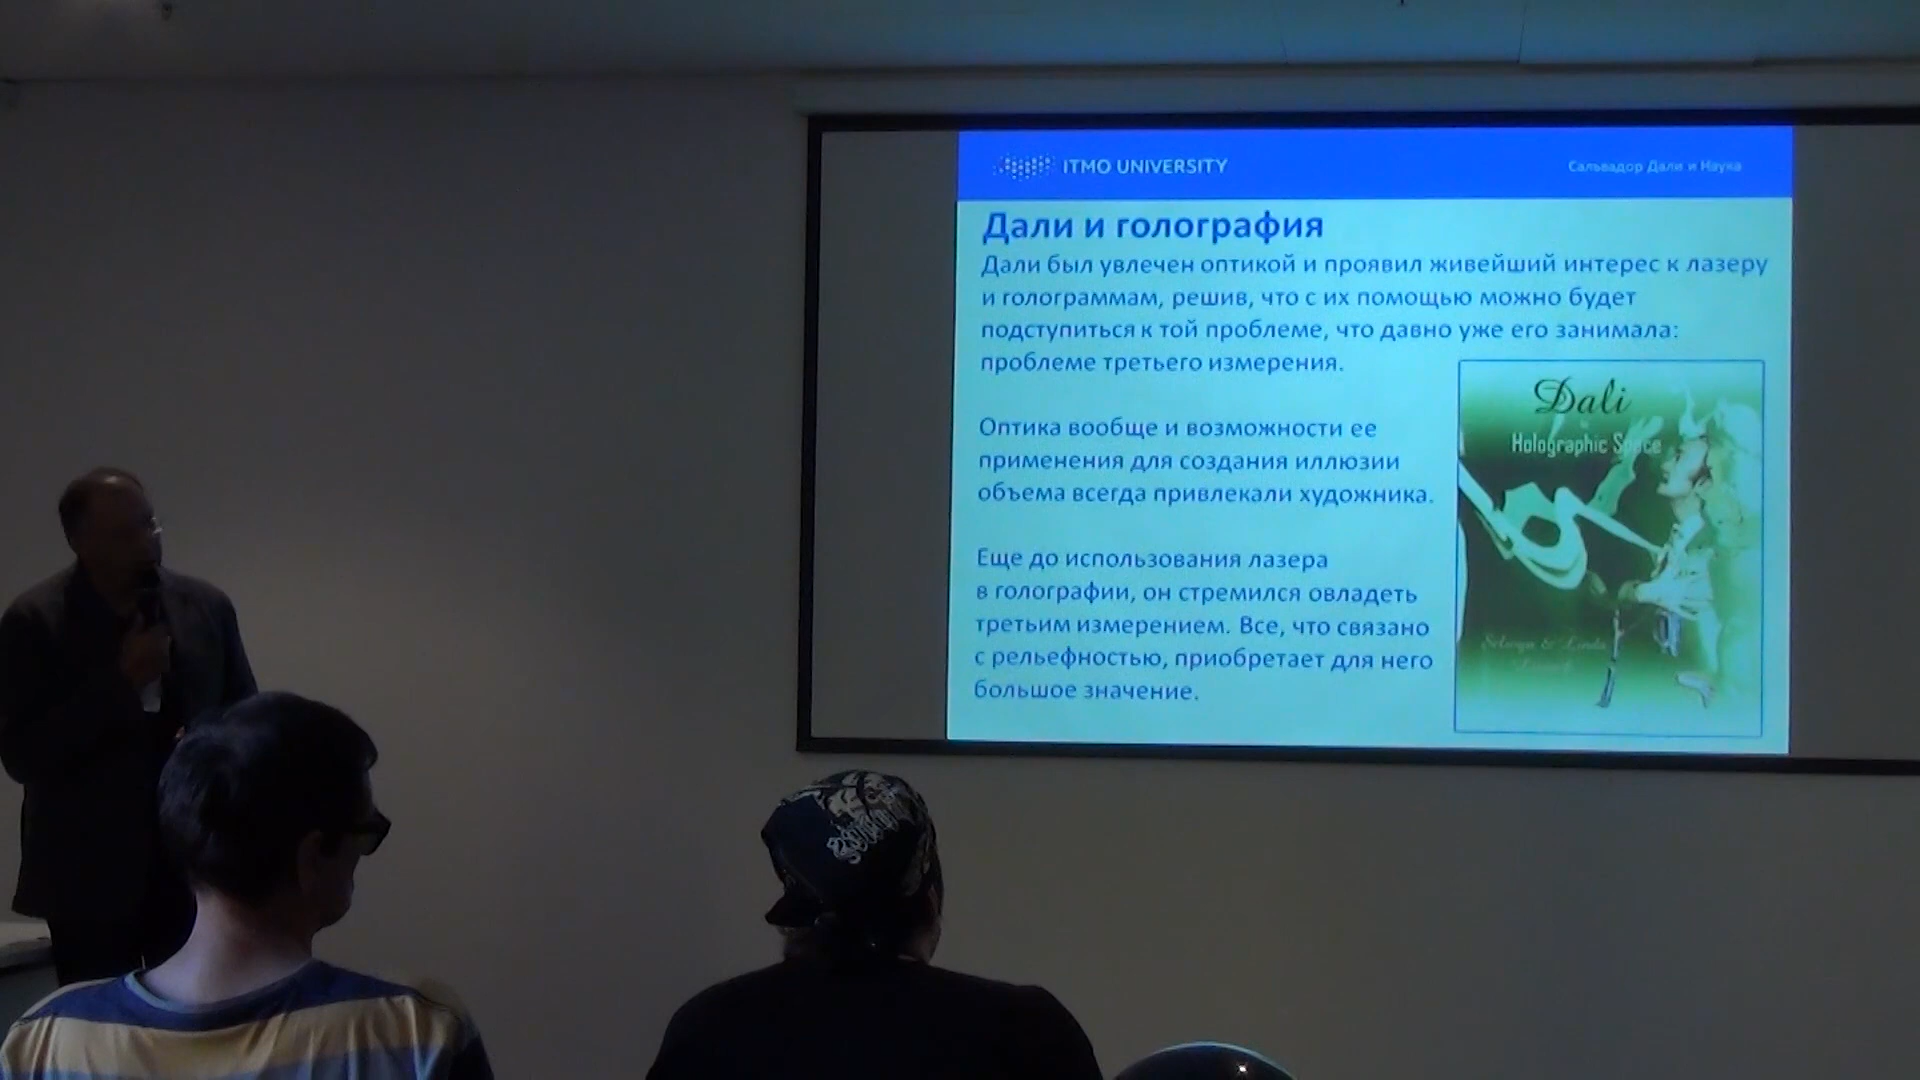 ITMO UNIVERSITY
Сальвадор Дали и Наука
Дали и голография
Дали был увлечен оптикой и проявил живейший интерес к лазеру
и голограммам, решив, что с их помощью можно будет
подступиться к той проблеме, что давно уже его занимала:
проблеме третьего измерения.
Оптика вообще и возможности ее
применения для создания иллюзии
объема всегда привлекали художника.
Еще до использования лазера
в голографии, он стремился овладеть
третьим измерением. Все, что связано
с рельефностью, приобретает для него
большое значение.
Dali
Holographic Space
Selwyn & Linda